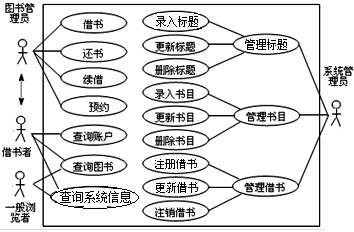 图书管
理员
借书
还书
续借
预约
借书者
查询账户
查询图书
一般浏
览者
查询系统信息
录入标题
更新标题
删除标题
录入书目
更新书目
删除书目
注册借书
更新借书
注销借书
管理标题
管理书目
管理借书
系统管
理员